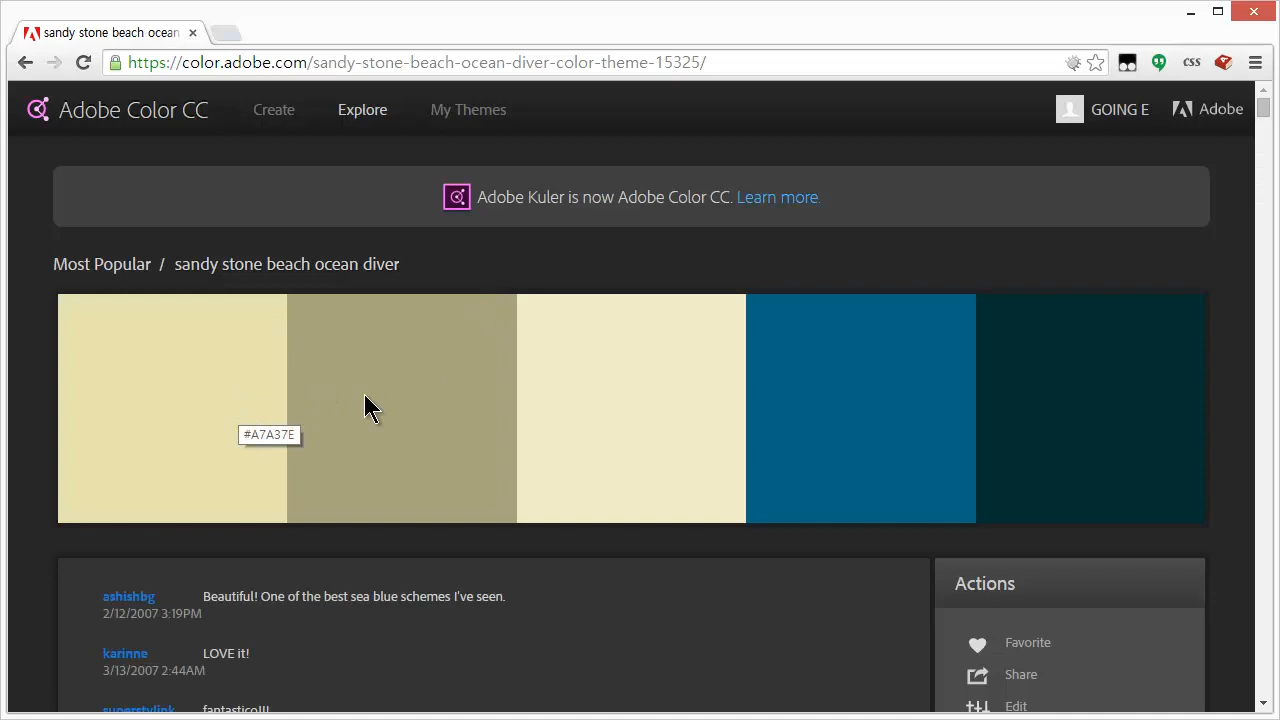 sandy stone beach ocean
https://color.adobe.com/sandy-stone-beach-ocean-diver-color-theme-15325/
css
Adobe Color CC
Create
Explore
My Themes
GOING E
Adobe
Adobe Kuler is now Adobe Color CC. Learn more.
Most Popular / sandy stone beach ocean diver
#A7A37E
ashishbg Beautiful! One of the best sea blue schemes I've seen.
2/12/2007 3:19PM
karinne LOVE it!
3/13/2007 2:44AM
superstylink fantastico!!!
Actions
Favorite
Share
Edit